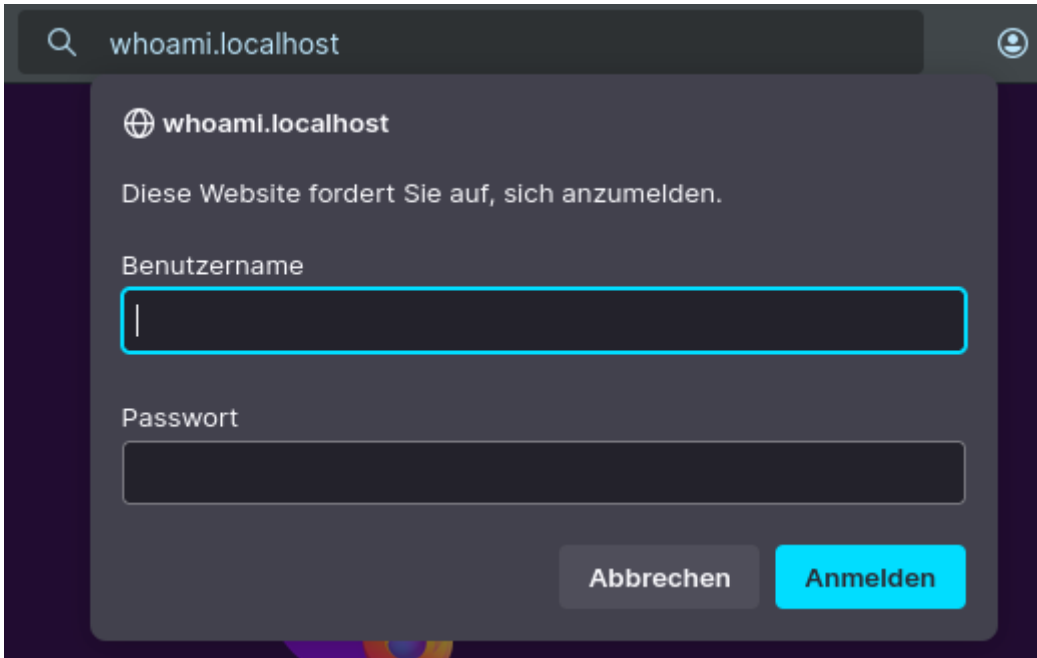 whoami.localhost
whoami.localhost
Diese Website fordert Sie auf, sich anzumelden.
Benutzername
Passwort
Abbrechen Anmelden